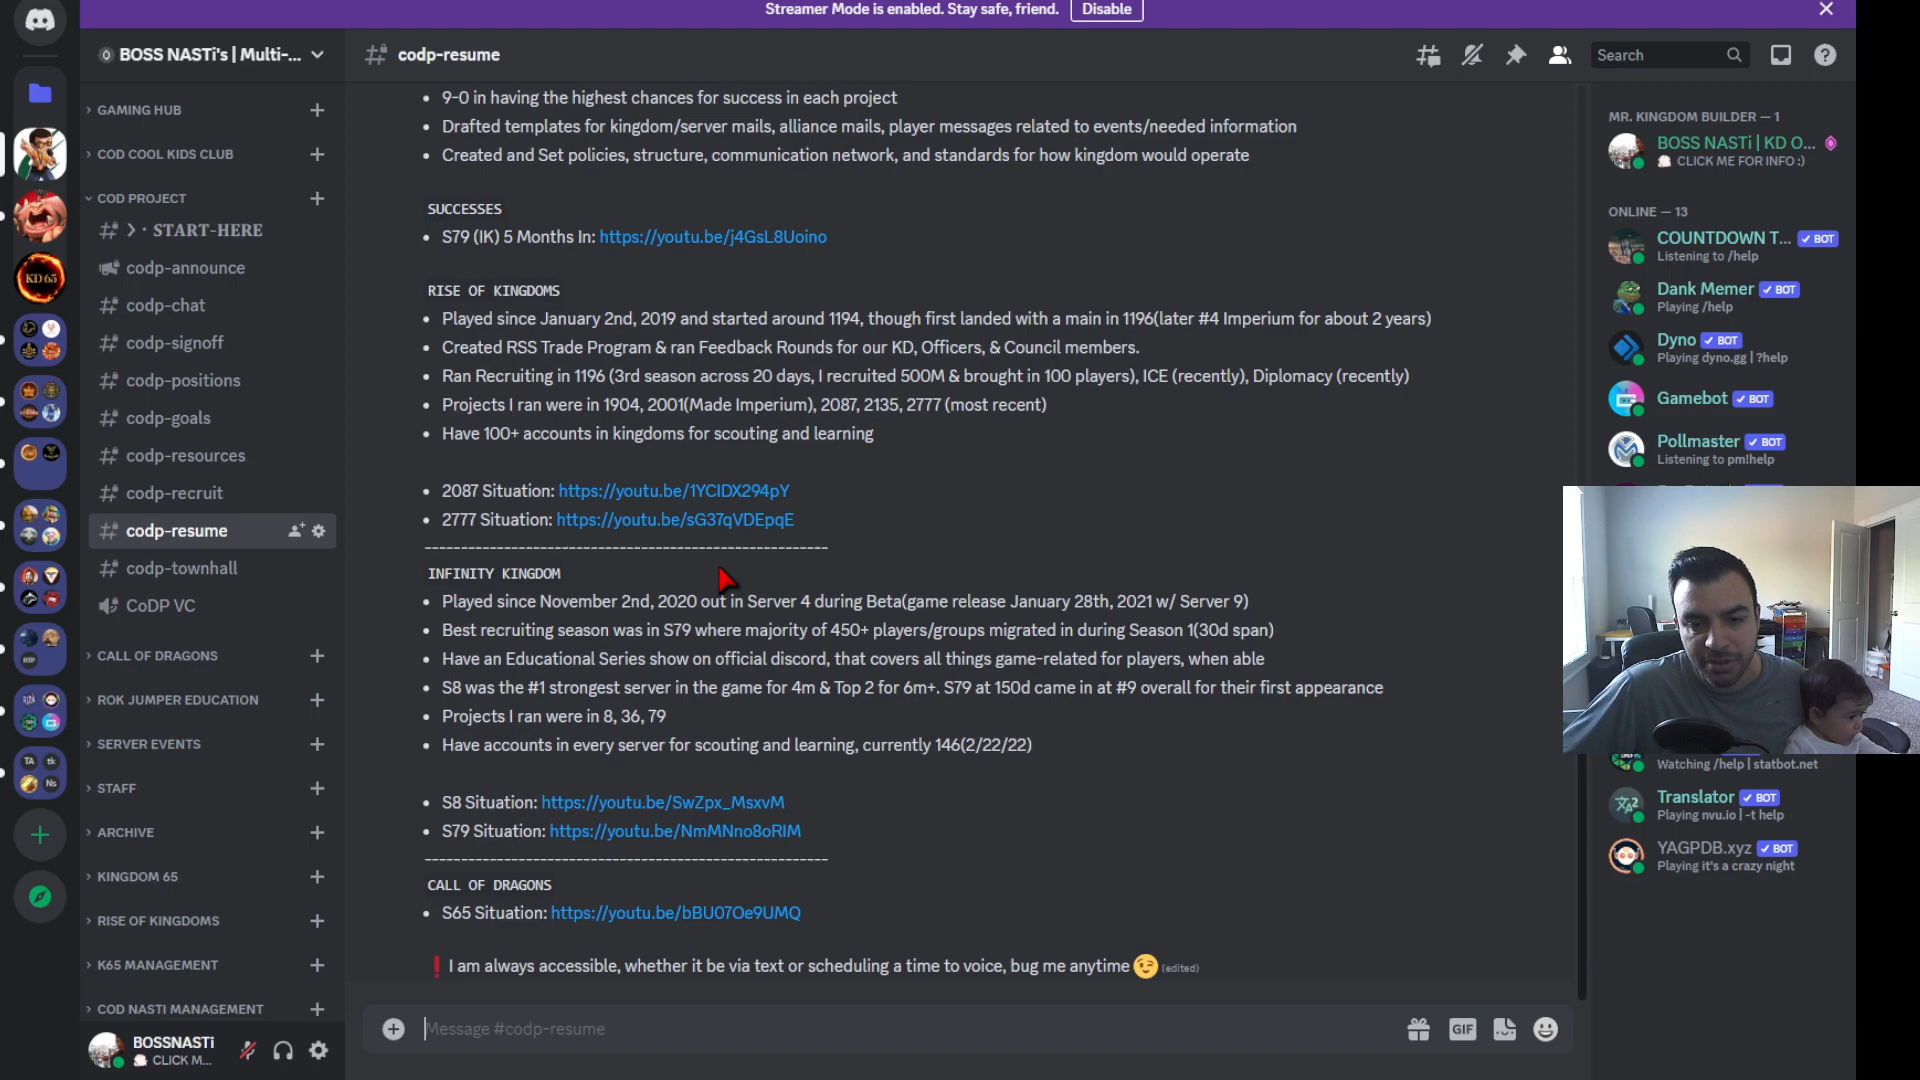 Streamer Mode is enabled. Stay safe, friend.
Disable
BOSS NASTi's | Multi-...
codp-resume
Search
GAMING HUB
COD COOL KIDS CLUB
COD PROJECT
❯ · START-HERE
codp-announce
codp-chat
codp-signoff
codp-positions
codp-goals
codp-resources
codp-recruit
codp-resume
codp-townhall
CoDP VC
CALL OF DRAGONS
ROK JUMPER EDUCATION
SERVER EVENTS
STAFF
ARCHIVE
KINGDOM 65
RISE OF KINGDOMS
K65 MANAGEMENT
COD NASTI MANAGEMENT
BOSSNASTi
CLICK M...
KD 65
TA
tk
Ns
• 9-0 in having the highest chances for success in each project
• Drafted templates for kingdom/server mails, alliance mails, player messages related to events/needed information
• Created and Set policies, structure, communication network, and standards for how kingdom would operate
SUCCESSES
• S79 (IK) 5 Months In: https://youtu.be/j4GsL8Uoino
RISE OF KINGDOMS
• Played since January 2nd, 2019 and started around 1194, though first landed with a main in 1196(later #4 Imperium for about 2 years)
• Created RSS Trade Program & ran Feedback Rounds for our KD, Officers, & Council members.
• Ran Recruiting in 1196 (3rd season across 20 days, I recruited 500M & brought in 100 players), ICE (recently), Diplomacy (recently)
• Projects I ran were in 1904, 2001(Made Imperium), 2087, 2135, 2777 (most recent)
• Have 100+ accounts in kingdoms for scouting and learning
• 2087 Situation: https://youtu.be/1YCIDX294pY
• 2777 Situation: https://youtu.be/sG37qVDEpqE
-------------------------------------------------------
INFINITY KINGDOM
• Played since November 2nd, 2020 out in Server 4 during Beta(game release January 28th, 2021 w/ Server 9)
• Best recruiting season was in S79 where majority of 450+ players/groups migrated in during Season 1(30d span)
• Have an Educational Series show on official discord, that covers all things game-related for players, when able
• S8 was the #1 strongest server in the game for 4m & Top 2 for 6m+. S79 at 150d came in at #9 overall for their first appearance
• Projects I ran were in 8, 36, 79
• Have accounts in every server for scouting and learning, currently 146(2/22/22)
• S8 Situation: https://youtu.be/SwZpx_MsxvM
• S79 Situation: https://youtu.be/NmMNno8oRIM
-------------------------------------------------------
CALL OF DRAGONS
• S65 Situation: https://youtu.be/bBU07Oe9UMQ
❗I am always accessible, whether it be via text or scheduling a time to voice, bug me anytime 😉 (edited)
Message #codp-resume
GIF
MR. KINGDOM BUILDER — 1
BOSS NASTi | KD O...
CLICK ME FOR INFO :)
ONLINE — 13
COUNTDOWN T... ✓ BOT
Listening to /help
Dank Memer ✓ BOT
Playing /help
Dyno ✓ BOT
Playing dyno.gg | ?help
Gamebot ✓ BOT
Pollmaster ✓ BOT
Listening to pm!help
Watching /help | statbot.net
Translator ✓ BOT
Playing nvu.io | -t help
YAGPDB.xyz ✓ BOT
Playing it's a crazy night